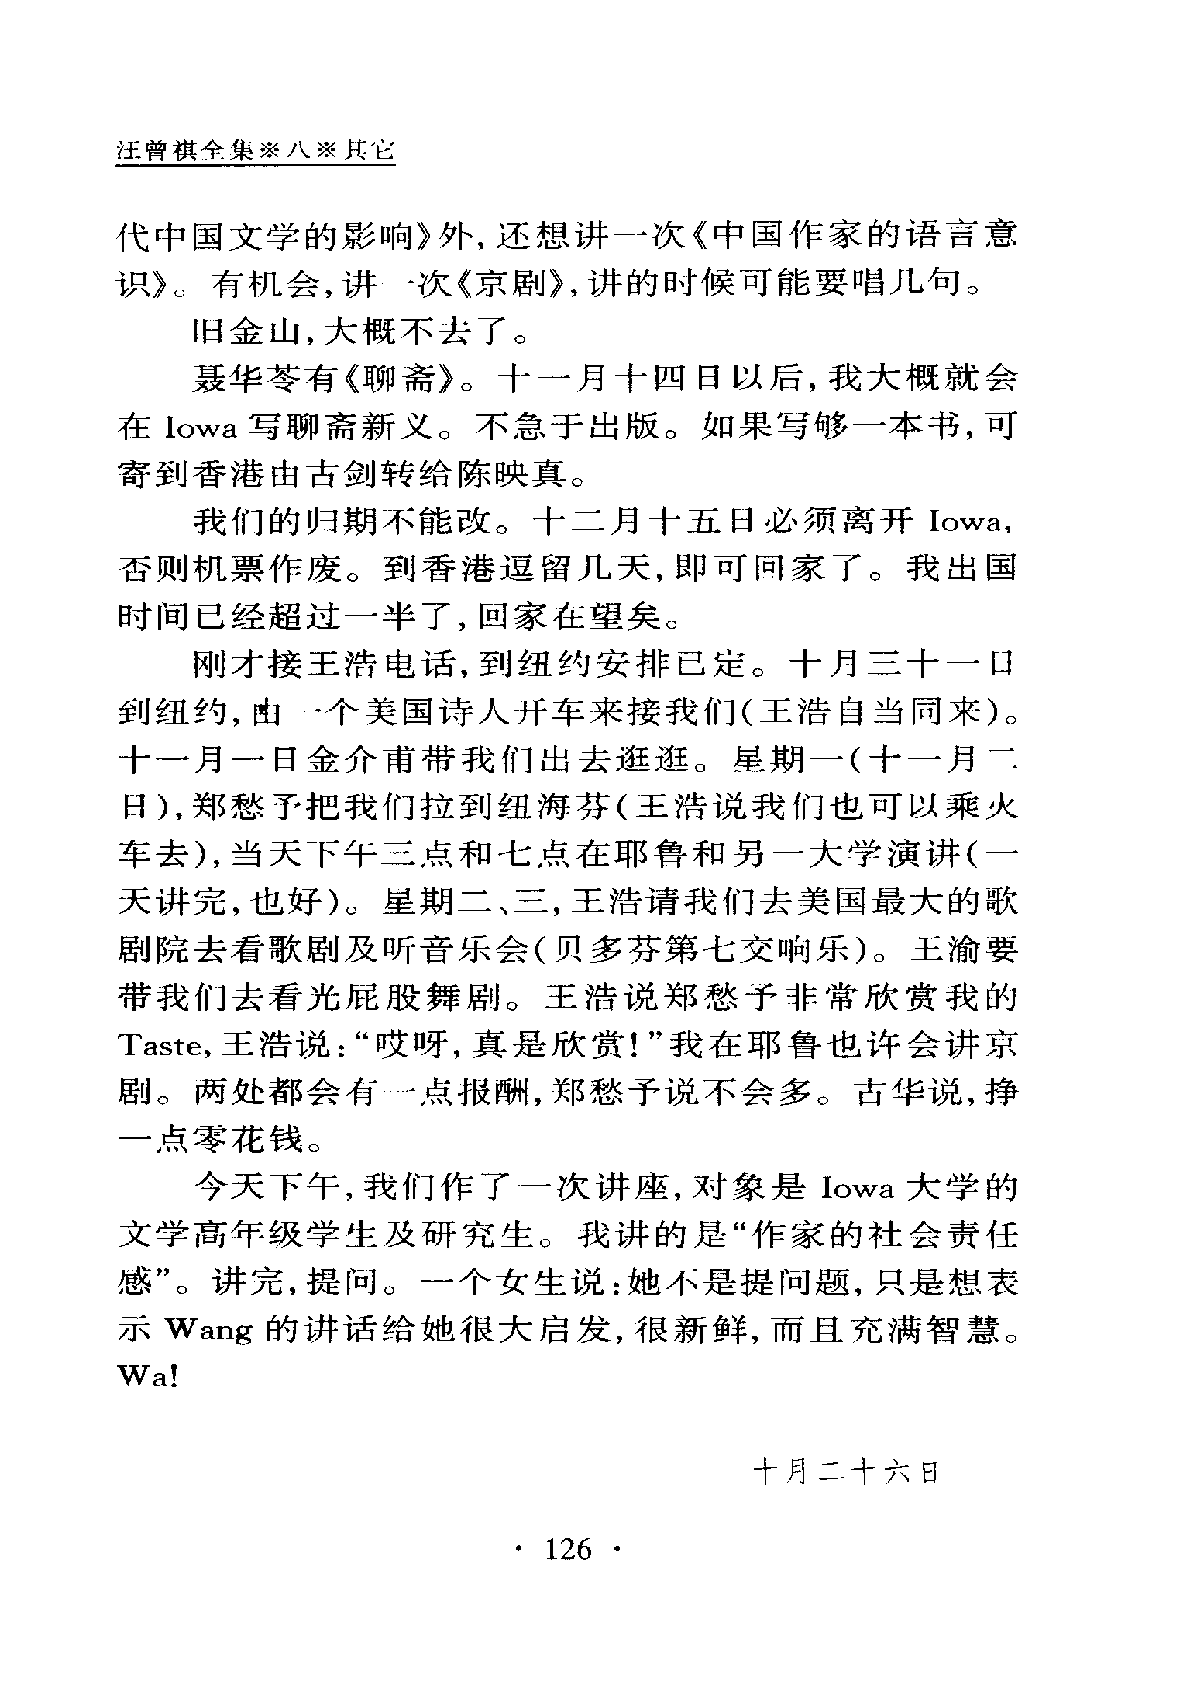 汪曾祺全集※八※其它
代中国文学的影响》外,还想讲一次《中国作家的语言意
识》。有机会,讲一次《京剧》,讲的时候可能要唱几句。
旧金山,大概不去了。
聂华苓有《聊斋》。十一月十四日以后,我大概就会
在 Iowa 写聊斋新义。不急于出版。如果写够一本书,可
寄到香港由古剑转给陈映真。
我们的归期不能改。十二月十五日必须离开 Iowa,
否则机票作废。到香港逗留几天,即可回家了。我出国
时间已经超过一半了,回家在望矣。
刚才接王浩电话,到纽约安排已定。十月三十一日
到纽约,由一个美国诗人开车来接我们(王浩自当同来)。
十一月一日金介甫带我们出去逛逛。星期一(十一月二
日),郑愁予把我们拉到纽海芬(王浩说我们也可以乘火
车去),当天下午三点和七点在耶鲁和另一大学演讲(一
天讲完,也好)。星期二、三,王浩请我们去美国最大的歌
剧院去看歌剧及听音乐会(贝多芬第七交响乐)。王渝要
带我们去看光屁股舞剧。王浩说郑愁予非常欣赏我的
Taste,王浩说:“哎呀,真是欣赏!”我在耶鲁也许会讲京
剧。两处都会有一点报酬,郑愁予说不会多。古华说,挣
一点零花钱。
今天下午,我们作了一次讲座,对象是 Iowa 大学的
文学高年级学生及研究生。我讲的是“作家的社会责任
感”。讲完,提问。一个女生说:她不是提问题,只是想表
示 Wang 的讲话给她很大启发,很新鲜,而且充满智慧。
Wa!
十月二十六日
· 126 ·